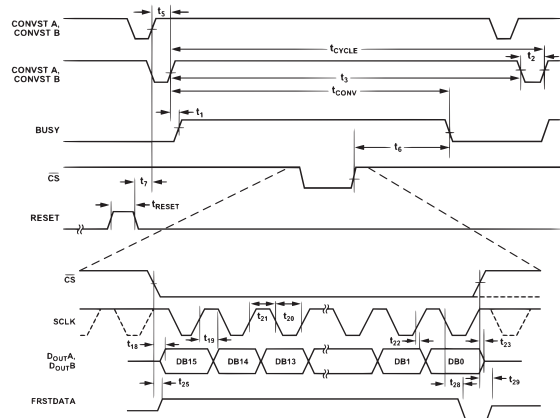 t5
CONVST A,
CONVST B
tCYCLE
t2
CONVST A,
CONVST B
t3
tCONV
t1
BUSY
t6
CS
t7
tRESET
RESET
CS
t21 t20
SCLK
t18 t19 t22 t23
DOUTA,
DOUTB
DB15 DB14 DB13 DB1 DB0
t25 t28 t29
FRSTDATA